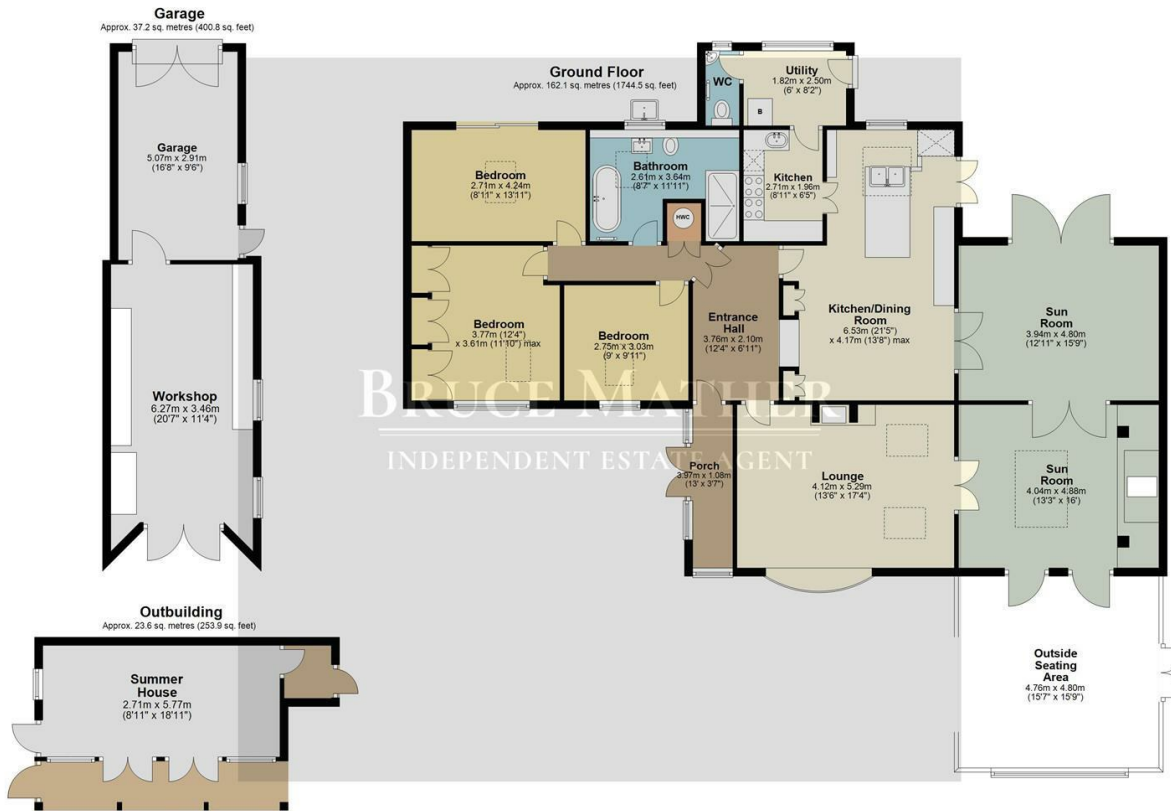 Garage
Approx. 37.2 sq. metres (400.8 sq. feet)
Garage
5.07m x 2.91m
(16'8" x 9'6")
Workshop
6.27m x 3.46m
(20'7" x 11'4")
Outbuilding
Approx. 23.6 sq. metres (253.9 sq. feet)
Summer
House
2.71m x 5.77m
(8'11" x 18'11")
Ground Floor
Approx. 162.1 sq. metres (1744.5 sq. feet)
WC
Utility
1.82m x 2.50m
(6' x 8'2")
B
Bedroom
2.71m x 4.24m
(8'11" x 13'11")
Bathroom
2.61m x 3.64m
(8'7" x 11'11")
HWC
Kitchen
2.71m x 1.96m
(8'11" x 6'5")
Bedroom
3.77m (12'4")
x 3.61m (11'10") max
Bedroom
2.75m x 3.03m
(9' x 9'11")
Entrance
Hall
3.76m x 2.10m
(12'4" x 6'11")
Kitchen/Dining
Room
6.53m (21'5")
x 4.17m (13'8") max
Sun
Room
3.94m x 4.80m
(12'11" x 15'9")
BRUCE MATHER
INDEPENDENT ESTATE AGENT
Porch
3.97m x 1.08m
(13' x 3'7")
Lounge
4.12m x 5.29m
(13'6" x 17'4")
Sun
Room
4.04m x 4.88m
(13'3" x 16')
Outside
Seating
Area
4.76m x 4.80m
(15'7" x 15'9")